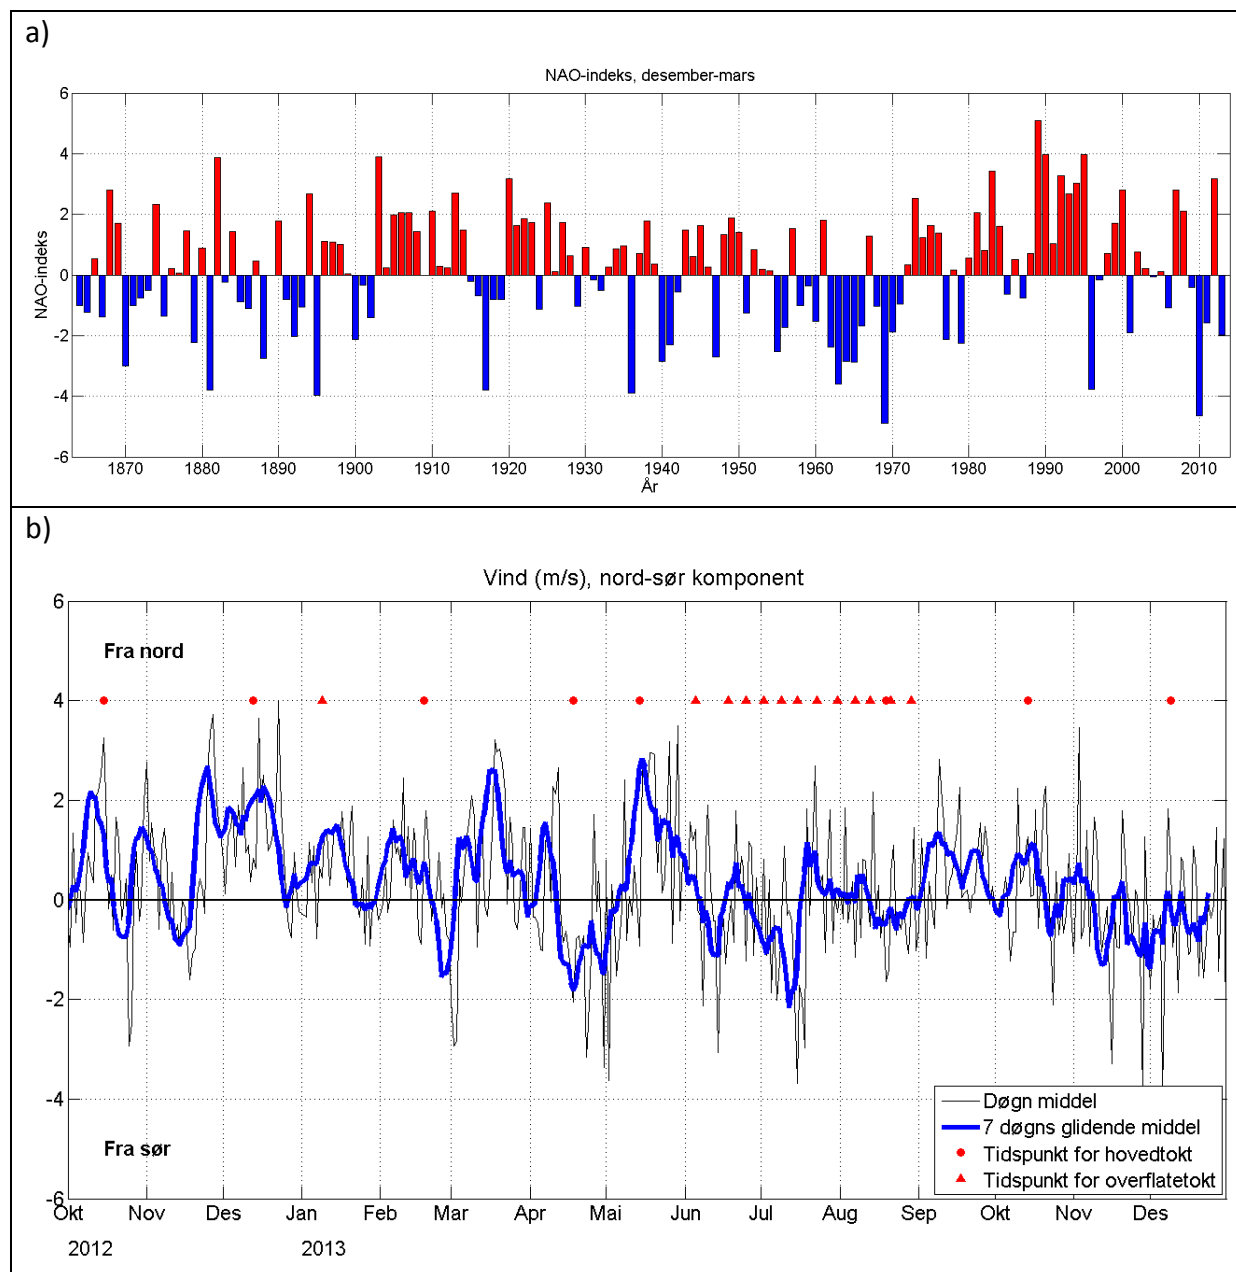 a)
NAO-indeks, desember-mars
6
4
2
0
-2
-4
-6
NAO-indeks
1870 1880 1890 1900 1910 1920 1930 1940 1950 1960 1970 1980 1990 2000 2010
År
b)
Vind (m/s), nord-sør komponent
6
Fra nord
4
2
0
-2
-4
Fra sør
-6
Døgn middel
7 døgns glidende middel
Tidspunkt for hovedtokt
Tidspunkt for overflatetokt
Okt Nov Des Jan Feb Mar Apr Mai Jun Jul Aug Sep Okt Nov Des
2012 2013